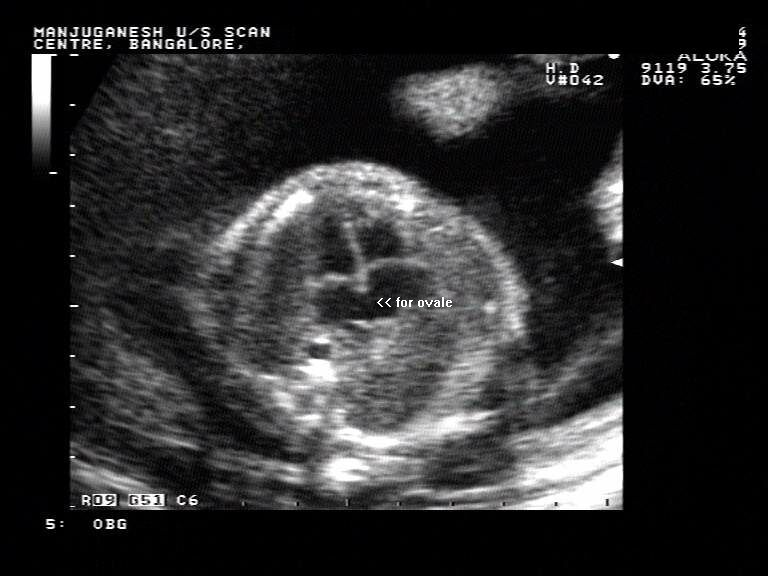 MANJUGANESH U/S SCAN
CENTRE, BANGALORE,
ALOKA
H.D
9119 3.75
V#042
DVA: 65%
<< for ovale
R09 G51 C6
5: OBG